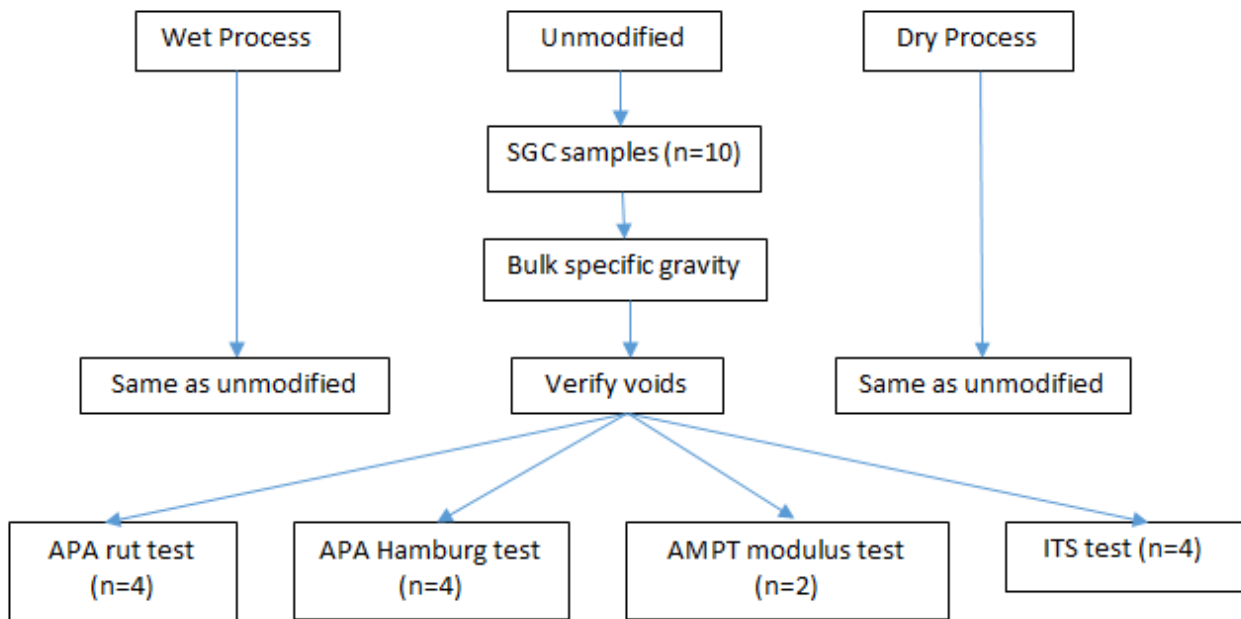 Wet Process
Unmodified
Dry Process
SGC samples (n=10)
Bulk specific gravity
Same as unmodified
Verify voids
Same as unmodified
APA rut test
(n=4)
APA Hamburg test
(n=4)
AMPT modulus test
(n=2)
ITS test (n=4)